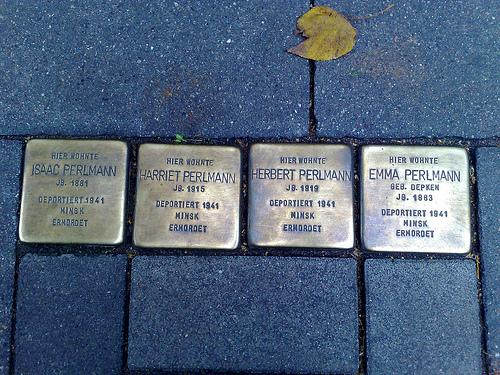 HIER WOHNTE
ISAAC PERLMANN
JG. 1881
DEPORTIERT 1941
MINSK
ERMORDET
HIER WOHNTE
HARRIET PERLMANN
JG. 1915
DEPORTIERT 1941
MINSK
ERMORDET
HIER WOHNTE
HERBERT PERLMANN
JG. 1919
DEPORTIERT 1941
MINSK
ERMORDET
HIER WOHNTE
EMMA PERLMANN
GEB. DEPKEN
JG. 1883
DEPORTIERT 1941
MINSK
ERMORDET